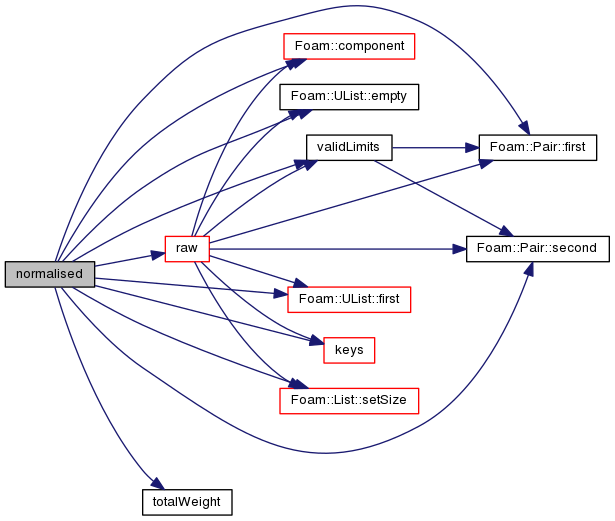 Foam::component
Foam::UList::empty
validLimits
Foam::Pair::first
raw
Foam::Pair::second
normalised
Foam::UList::first
keys
Foam::List::setSize
totalWeight